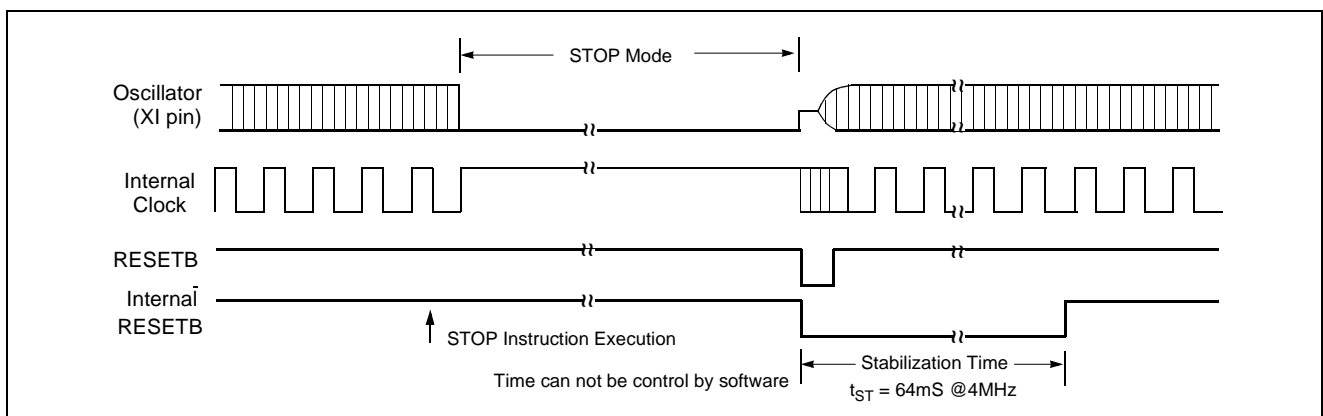 STOP Mode
Oscillator
(XI pin)
Internal
Clock
RESETB
Internal
RESETB
STOP Instruction Execution
Time can not be control by software
Stabilization Time
tST = 64mS @4MHz